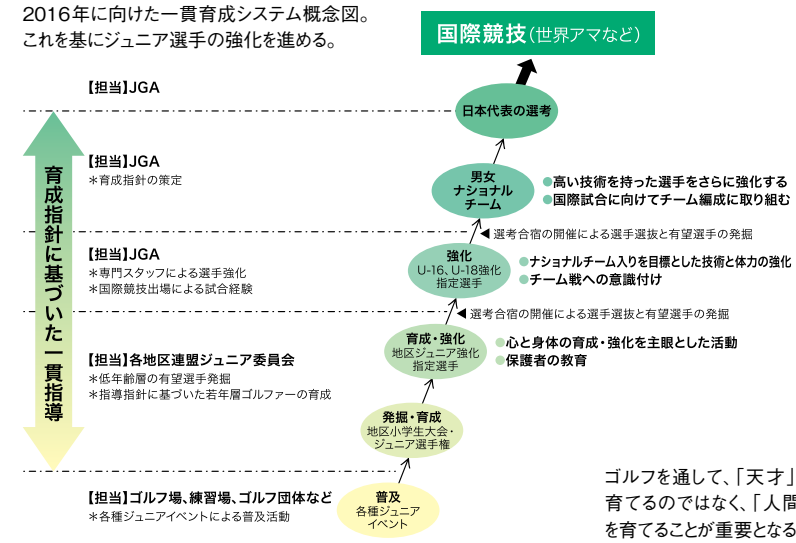 2016年に向けた一貫育成システム概念図。
これを基にジュニア選手の強化を進める。
国際競技(世界アマなど)
【担当】JGA
日本代表の選考
【担当】JGA
＊育成指針の策定
男女
ナショナル
チーム
●高い技術を持った選手をさらに強化する
●国際試合に向けてチーム編成に取り組む
◀選考合宿の開催による選手選抜と有望選手の発掘
【担当】JGA
＊専門スタッフによる選手強化
＊国際競技出場による試合経験
強化
U-16、U-18強化
指定選手
●ナショナルチーム入りを目標とした技術と体力の強化
●チーム戦への意識付け
◀選考合宿の開催による選手選抜と有望選手の発掘
育成・強化
地区ジュニア強化
指定選手
●心と身体の育成・強化を主眼とした活動
●保護者の教育
【担当】各地区連盟ジュニア委員会
＊低年齢層の有望選手発掘
＊指導指針に基づいた若年層ゴルファーの育成
発掘・育成
地区小学生大会・
ジュニア選手権
【担当】ゴルフ場、練習場、ゴルフ団体など
＊各種ジュニアイベントによる普及活動
普及
各種ジュニア
イベント
育成指針に基づいた一貫指導
ゴルフを通して、「天才」
育てるのではなく、「人間
を育てることが重要となる